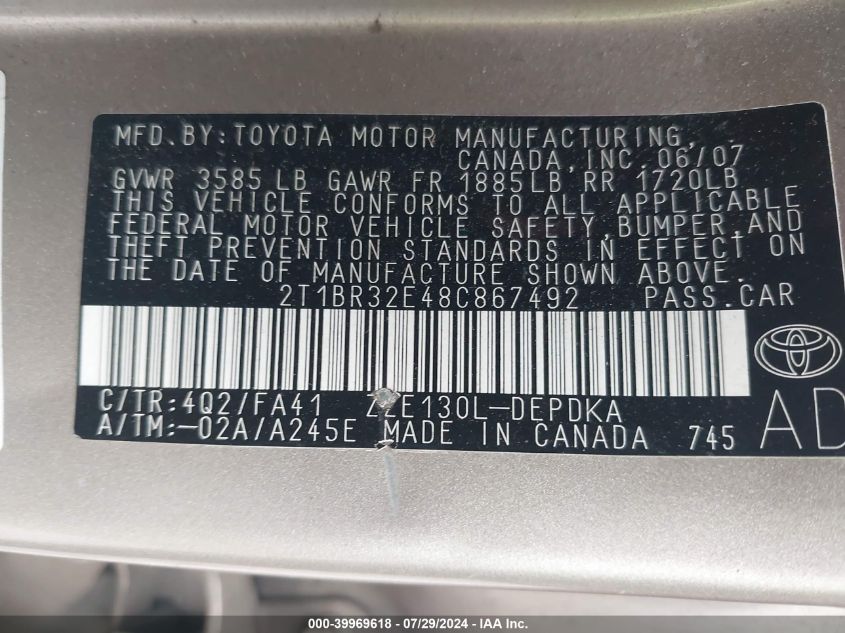 MFD.BY:TOYOTA MOTOR MANUFACTURING,
CANADA,INC.06/07
GVWR 3585 LB GAWR FR 1885LB RR 1720LB
THIS VEHICLE CONFORMS TO ALL APPLICABLE
FEDERAL MOTOR VEHICLE SAFETY,BUMPER,AND
THEFT PREVENTION STANDARDS IN EFFECT ON
THE DATE OF MANUFACTURE SHOWN ABOVE.
2T1BR32E48C867492 PASS.CAR
C/TR:4Q2/FA41 ZZE130L-DEPDKA
A/TM:-02A/A245E MADE IN CANADA 745 AD
000-39969618 / 07/29/2024 - IAA Inc.